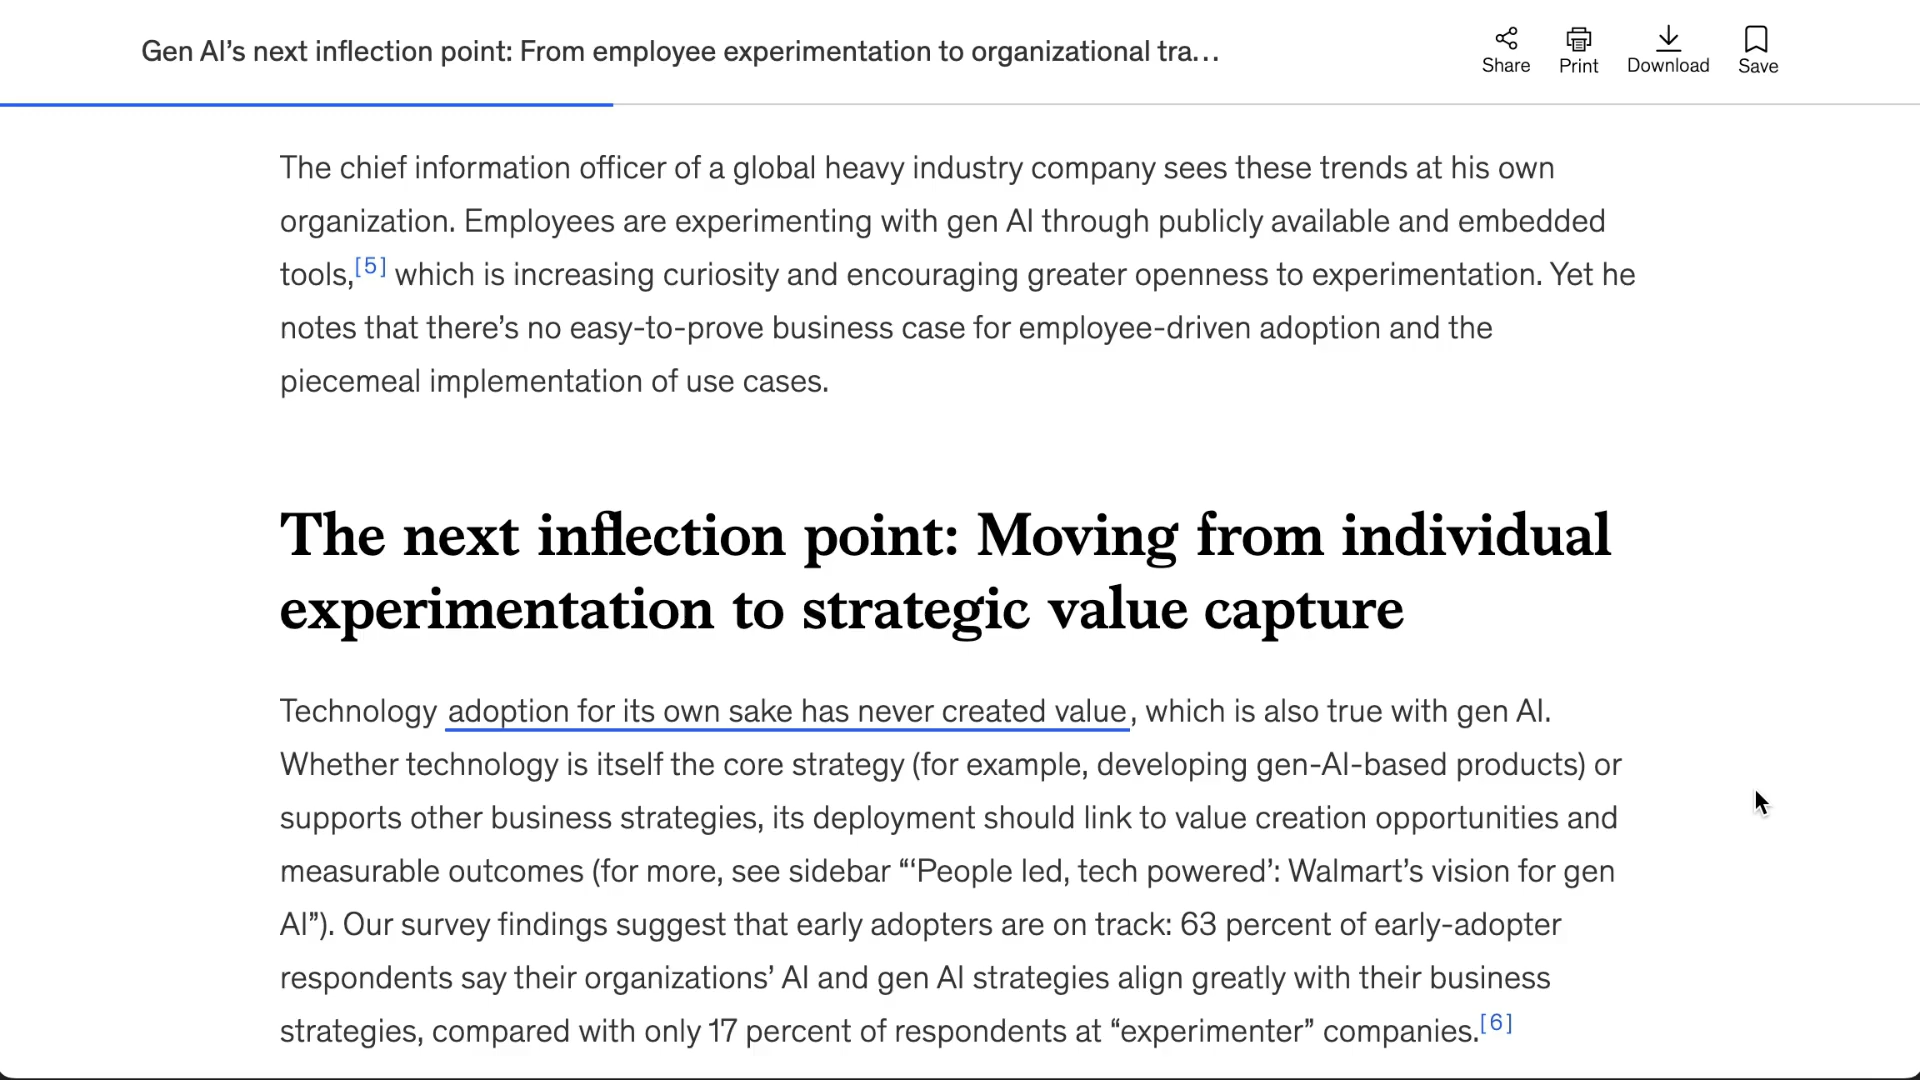 Gen AI’s next inflection point: From employee experimentation to organizational tra...
Share
Print
Download
Save
The chief information officer of a global heavy industry company sees these trends at his own
organization. Employees are experimenting with gen AI through publicly available and embedded
tools,[5] which is increasing curiosity and encouraging greater openness to experimentation. Yet he
notes that there’s no easy-to-prove business case for employee-driven adoption and the
piecemeal implementation of use cases.
The next inflection point: Moving from individual
experimentation to strategic value capture
Technology adoption for its own sake has never created value, which is also true with gen AI.
Whether technology is itself the core strategy (for example, developing gen-AI-based products) or
supports other business strategies, its deployment should link to value creation opportunities and
measurable outcomes (for more, see sidebar “‘People led, tech powered’: Walmart’s vision for gen
AI”). Our survey findings suggest that early adopters are on track: 63 percent of early-adopter
respondents say their organizations’ AI and gen AI strategies align greatly with their business
strategies, compared with only 17 percent of respondents at “experimenter” companies.[6]